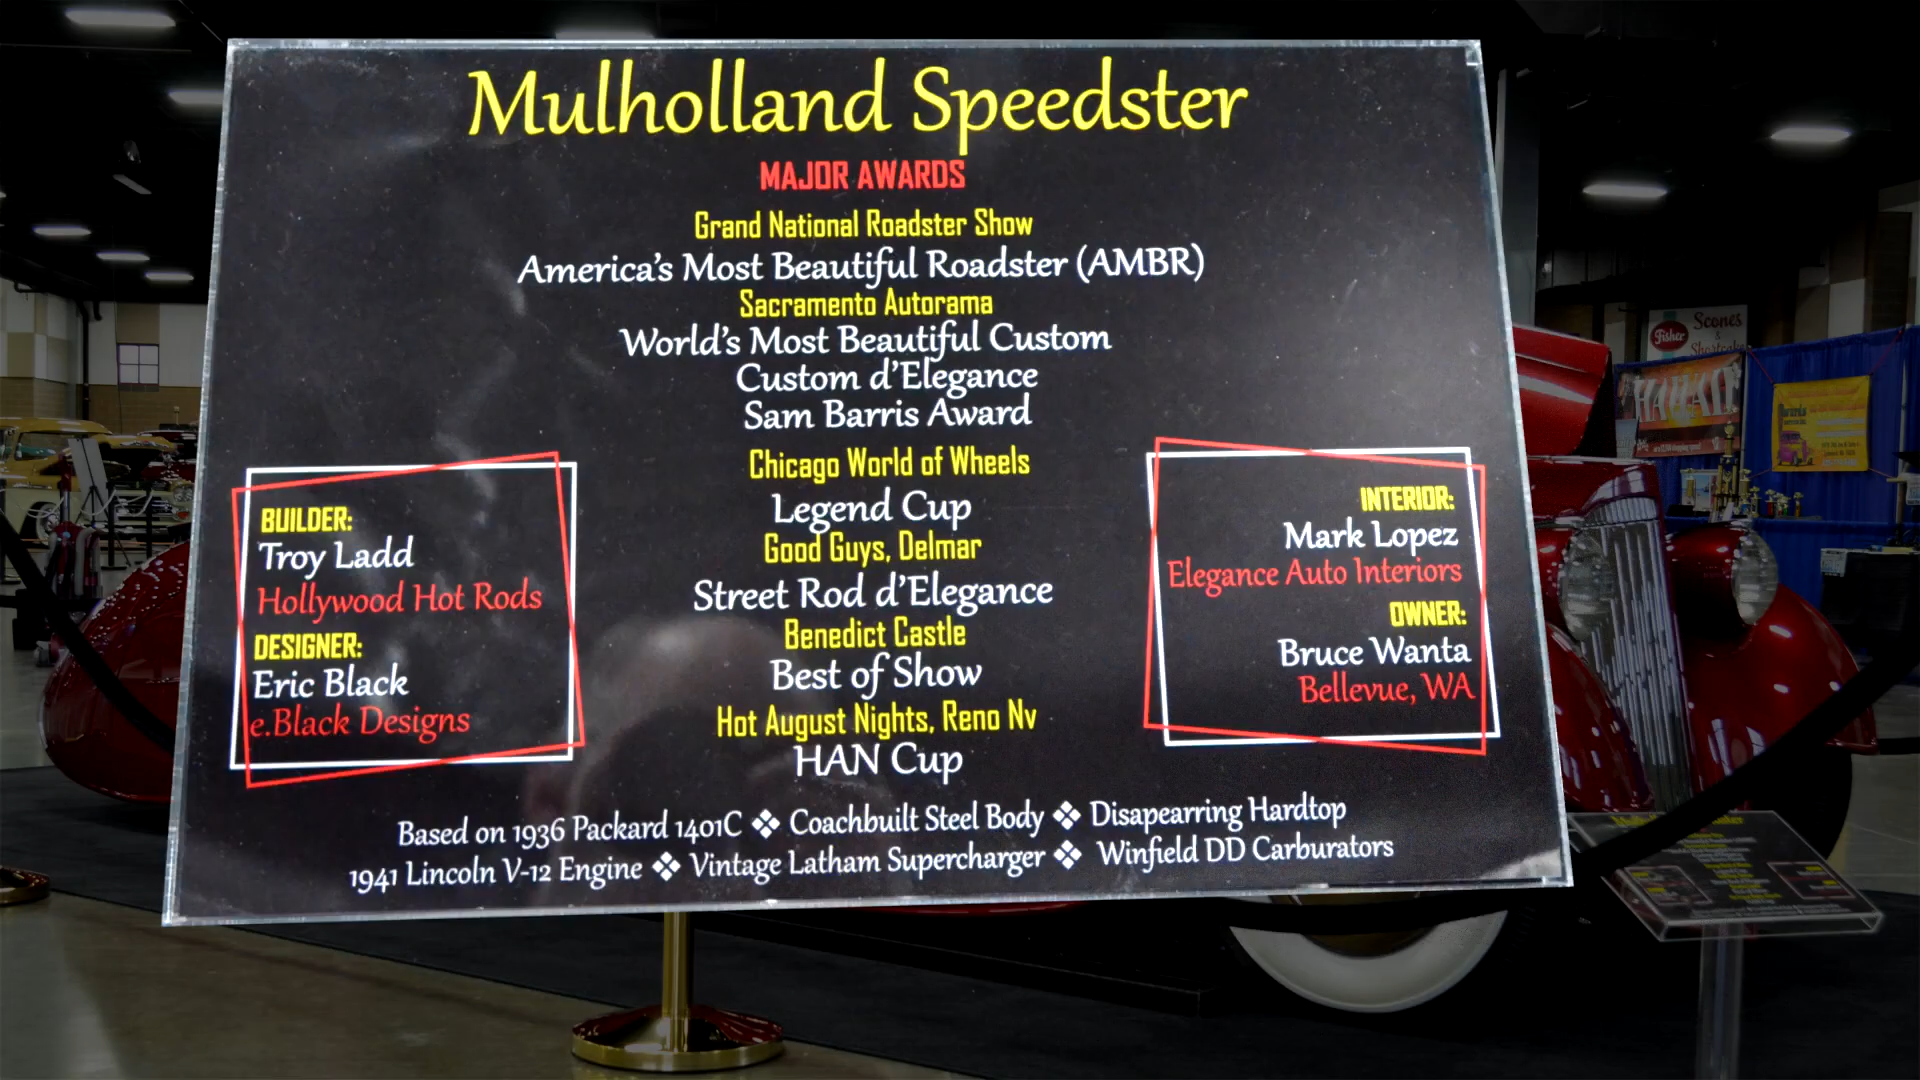 Mulholland Speedster
MAJOR AWARDS
Grand National Roadster Show
America's Most Beautiful Roadster (AMBR)
Sacramento Autorama
World's Most Beautiful Custom
Custom d'Elegance
Sam Barris Award
Chicago World of Wheels
Legend Cup
Good Guys, Delmar
Street Rod d'Elegance
Benedict Castle
Best of Show
Hot August Nights, Reno Nv
HAN Cup
BUILDER:
Troy Ladd
Hollywood Hot Rods
DESIGNER:
Eric Black
e.Black Designs
INTERIOR:
Mark Lopez
Elegance Auto Interiors
OWNER:
Bruce Wanta
Bellevue, WA
Based on 1936 Packard 1401C ❖ Coachbuilt Steel Body ❖ Disapearring Hardtop
1941 Lincoln V-12 Engine ❖ Vintage Latham Supercharger ❖ Winfield DD Carburators
Fisher
Scones
&
Shortcake
HAWAII